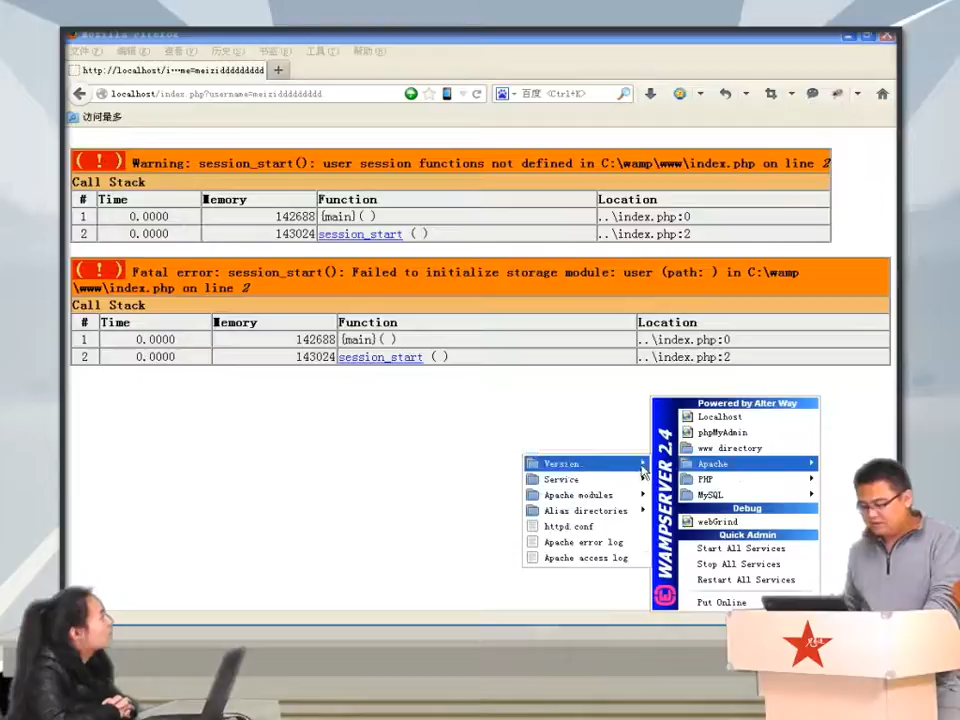 Mozilla Firefox
文件(F) 编辑(E) 查看(V) 历史(S) 书签(B) 工具(T) 帮助(H)
http://localhost/i···me=meizidddddddd +
localhost/index.php?username=meizidddddddd
百度 <Ctrl+K>
访问最多
( ! ) Warning: session_start(): user session functions not defined in C:\wamp\www\index.php on line 2
Call Stack
# Time Memory Function Location
1 0.0000 142688 {main}( ) ..\index.php:0
2 0.0000 143024 session_start ( ) ..\index.php:2
( ! ) Fatal error: session_start(): Failed to initialize storage module: user (path: ) in C:\wamp
\www\index.php on line 2
Call Stack
# Time Memory Function Location
1 0.0000 142688 {main}( ) ..\index.php:0
2 0.0000 143024 session_start ( ) ..\index.php:2
Version
Service
Apache modules
Alias directories
httpd.conf
Apache error log
Apache access log
WAMPSERVER 2.4
Powered by Alter Way
Localhost
phpMyAdmin
www directory
Apache
PHP
MySQL
Debug
webGrind
Quick Admin
Start All Services
Stop All Services
Restart All Services
Put Online